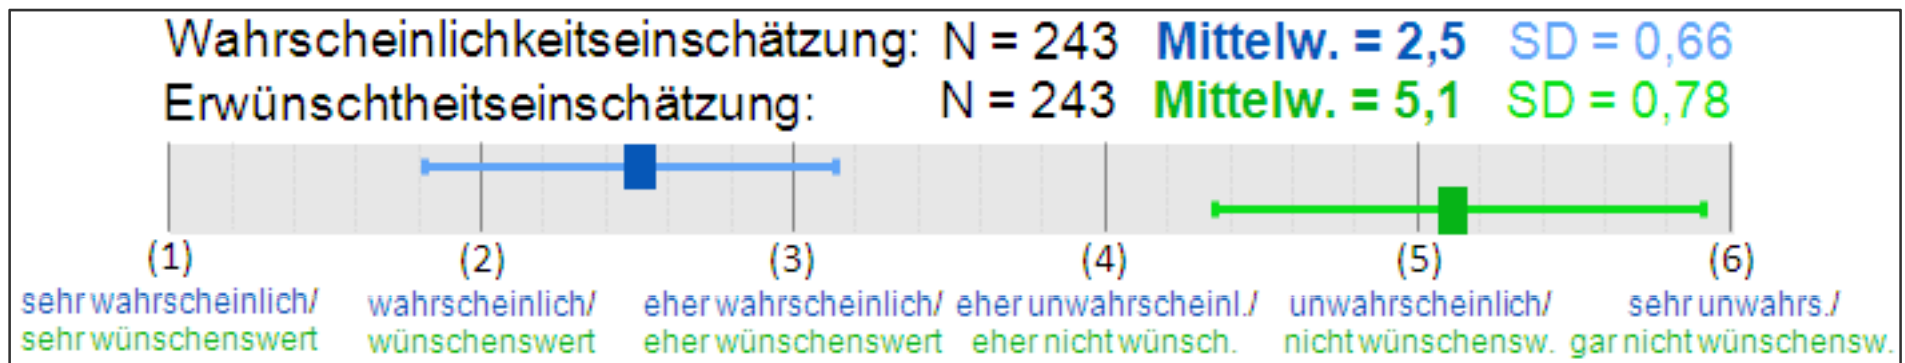 Wahrscheinlichkeitseinschätzung: N = 243 Mittelw. = 2,5 SD = 0,66
Erwünschtheitseinschätzung: N = 243 Mittelw. = 5,1 SD = 0,78
(1) (2) (3) (4) (5) (6)
sehr wahrscheinlich/ wahrscheinlich/ eher wahrscheinlich/ eher unwahrscheinl./ unwahrscheinlich/ sehr unwahrs./
sehr wünschenswert wünschenswert eher wünschenswert eher nicht wünsch. nicht wünschensw. gar nicht wünschensw.